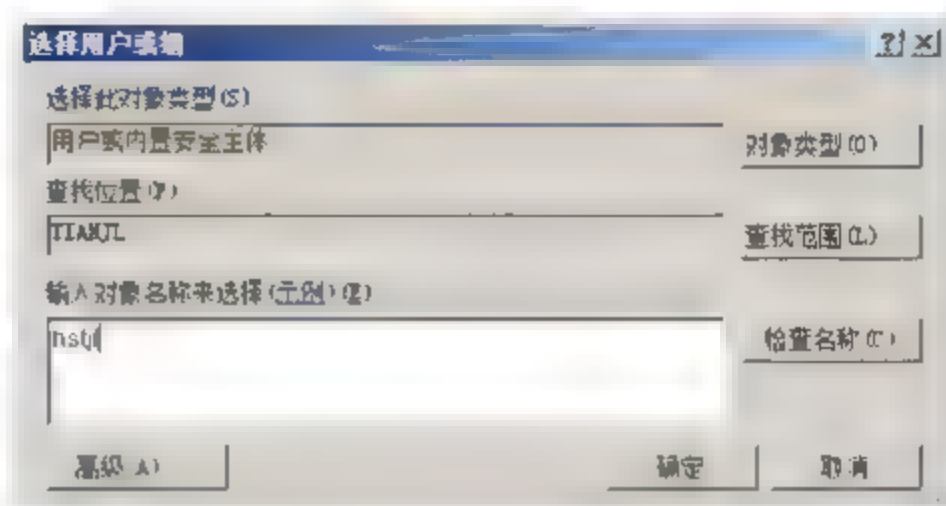 选择用户或组
选择此对象类型(S)
用户或内置安全主体
对象类型(O)
查找位置(F)
查找范围(L)
输入对象名称来选择(示例)(E)
检查名称(C)
高级(A)
确定
取消